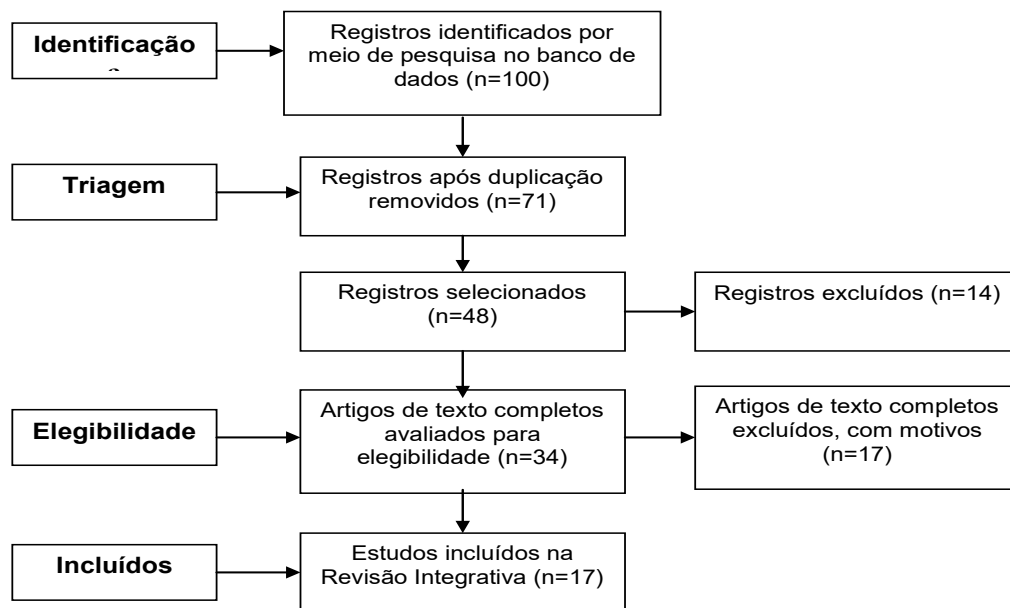 Identificação
Registros identificados por
meio de pesquisa no banco de
dados (n=100)
Triagem
Registros após duplicação
removidos (n=71)
Registros selecionados
(n=48)
Registros excluídos (n=14)
Elegibilidade
Artigos de texto completos
avaliados para
elegibilidade (n=34)
Artigos de texto completos
excluídos, com motivos
(n=17)
Incluídos
Estudos incluídos na
Revisão Integrativa (n=17)